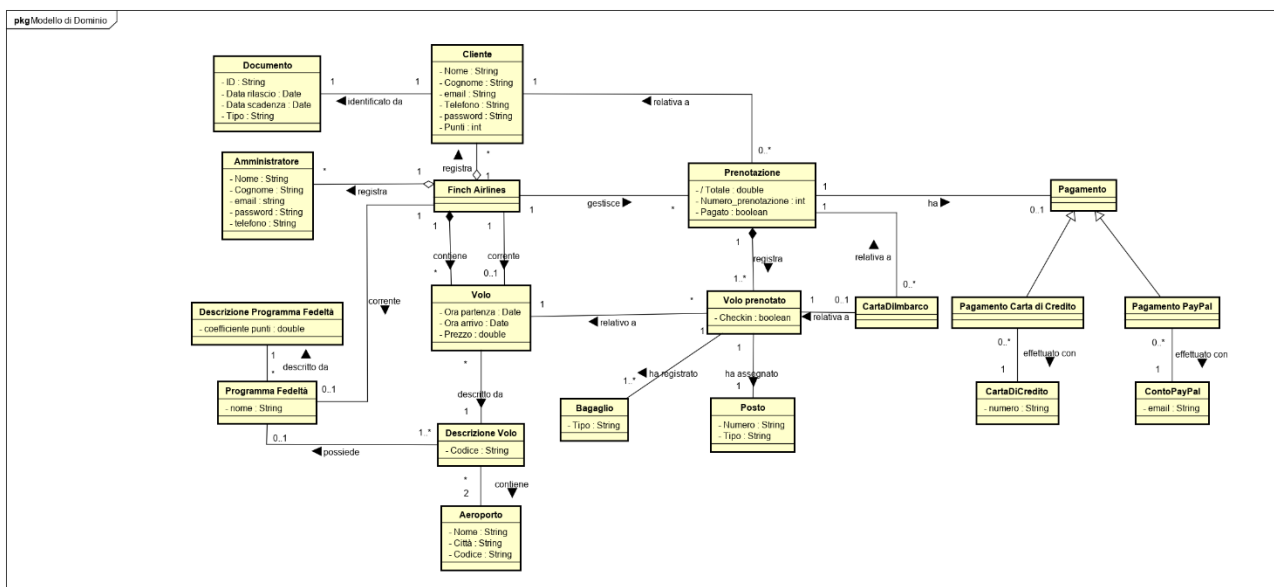 pkg Modello di Dominio
Documento
- ID : String
- Data rilascio : Date
- Data scadenza : Date
- Tipo : String
1
1
◀ identificato da
Cliente
- Nome : String
- Cognome : String
- email : String
- Telefono : String
- password : String
- Punti : int
1
◀ relativa a
0..*
*
▲
registra
1
Amministratore
- Nome : String
- Cognome : String
- email : string
- password : String
- telefono : String
*
◀ registra
1
Finch Airlines
1
gestisce ▶
*
Prenotazione
- / Totale : double
- Numero_prenotazione : int
- Pagato : boolean
1
ha ▶
0..1
Pagamento
1
corrente
▼
0..1
1
contiene
▼
*
1
corrente
▼
0..1
1
registra
▼
1..*
1
▲
relativa a
0..*
Volo
- Ora partenza : Date
- Ora arrivo : Date
- Prezzo : double
1
*
◀ relativo a
Volo prenotato
- Checkin : boolean
1
0..1
◀ relativa a
CartaDiImbarco
Pagamento Carta di Credito
Pagamento PayPal
Descrizione Programma Fedeltà
- coefficiente punti : double
1
▲
descritto da
*
Programma Fedeltà
- nome : String
*
descritto da
▼
1
1
◀ ha registrato
1..*
1
ha assegnato
▼
1
0..*
effettuato con
▼
1
0..*
effettuato con
▼
1
Bagaglio
- Tipo : String
Posto
- Numero : String
- Tipo : String
CartaDiCredito
- numero : String
ContoPayPal
- email : String
0..1
◀ possiede
1..*
Descrizione Volo
- Codice : String
*
contiene
▼
2
Aeroporto
- Nome : String
- Città : String
- Codice : String